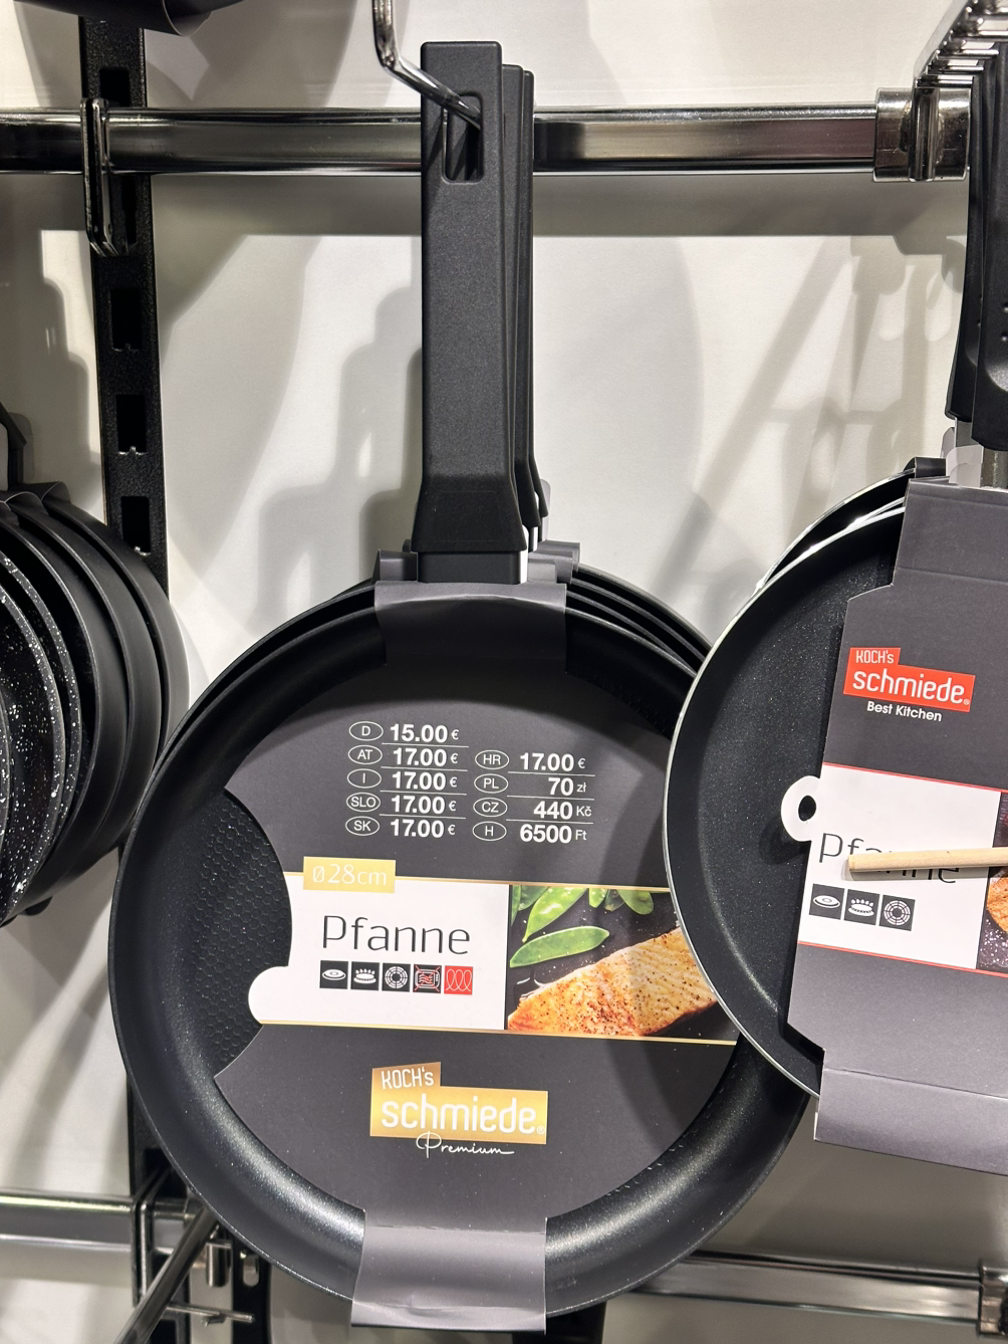 D 15.00 €
AT 17.00 €
I 17.00 €
SLO 17.00 €
SK 17.00 €
HR 17.00 €
PL 70 zł
CZ 440 Kč
H 6500 Ft
ø28cm
Pfanne
KOCH's
schmiede®
Premium
KOCH's
schmiede®
Best Kitchen